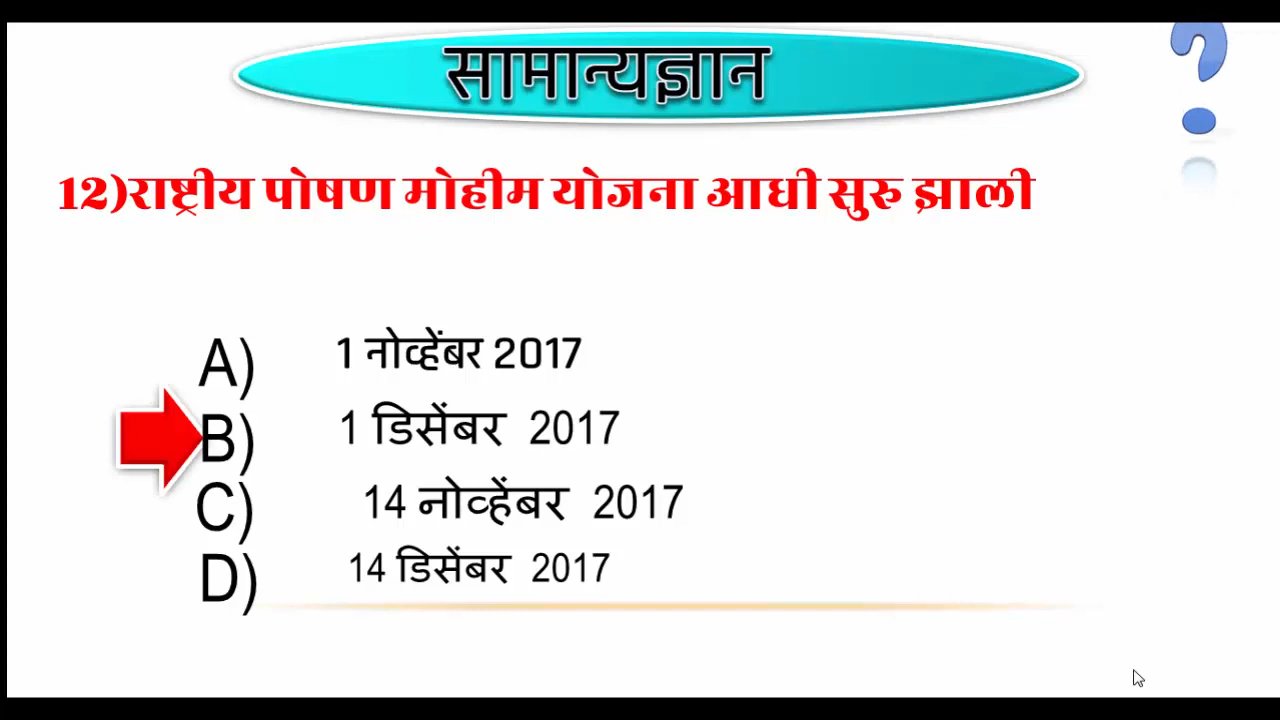 सामान्यज्ञान
12)राष्ट्रीय पोषण मोहीम योजना आधी सुरु झाली
A) 1 नोव्हेंबर 2017
B) 1 डिसेंबर 2017
C) 14 नोव्हेंबर 2017
D) 14 डिसेंबर 2017